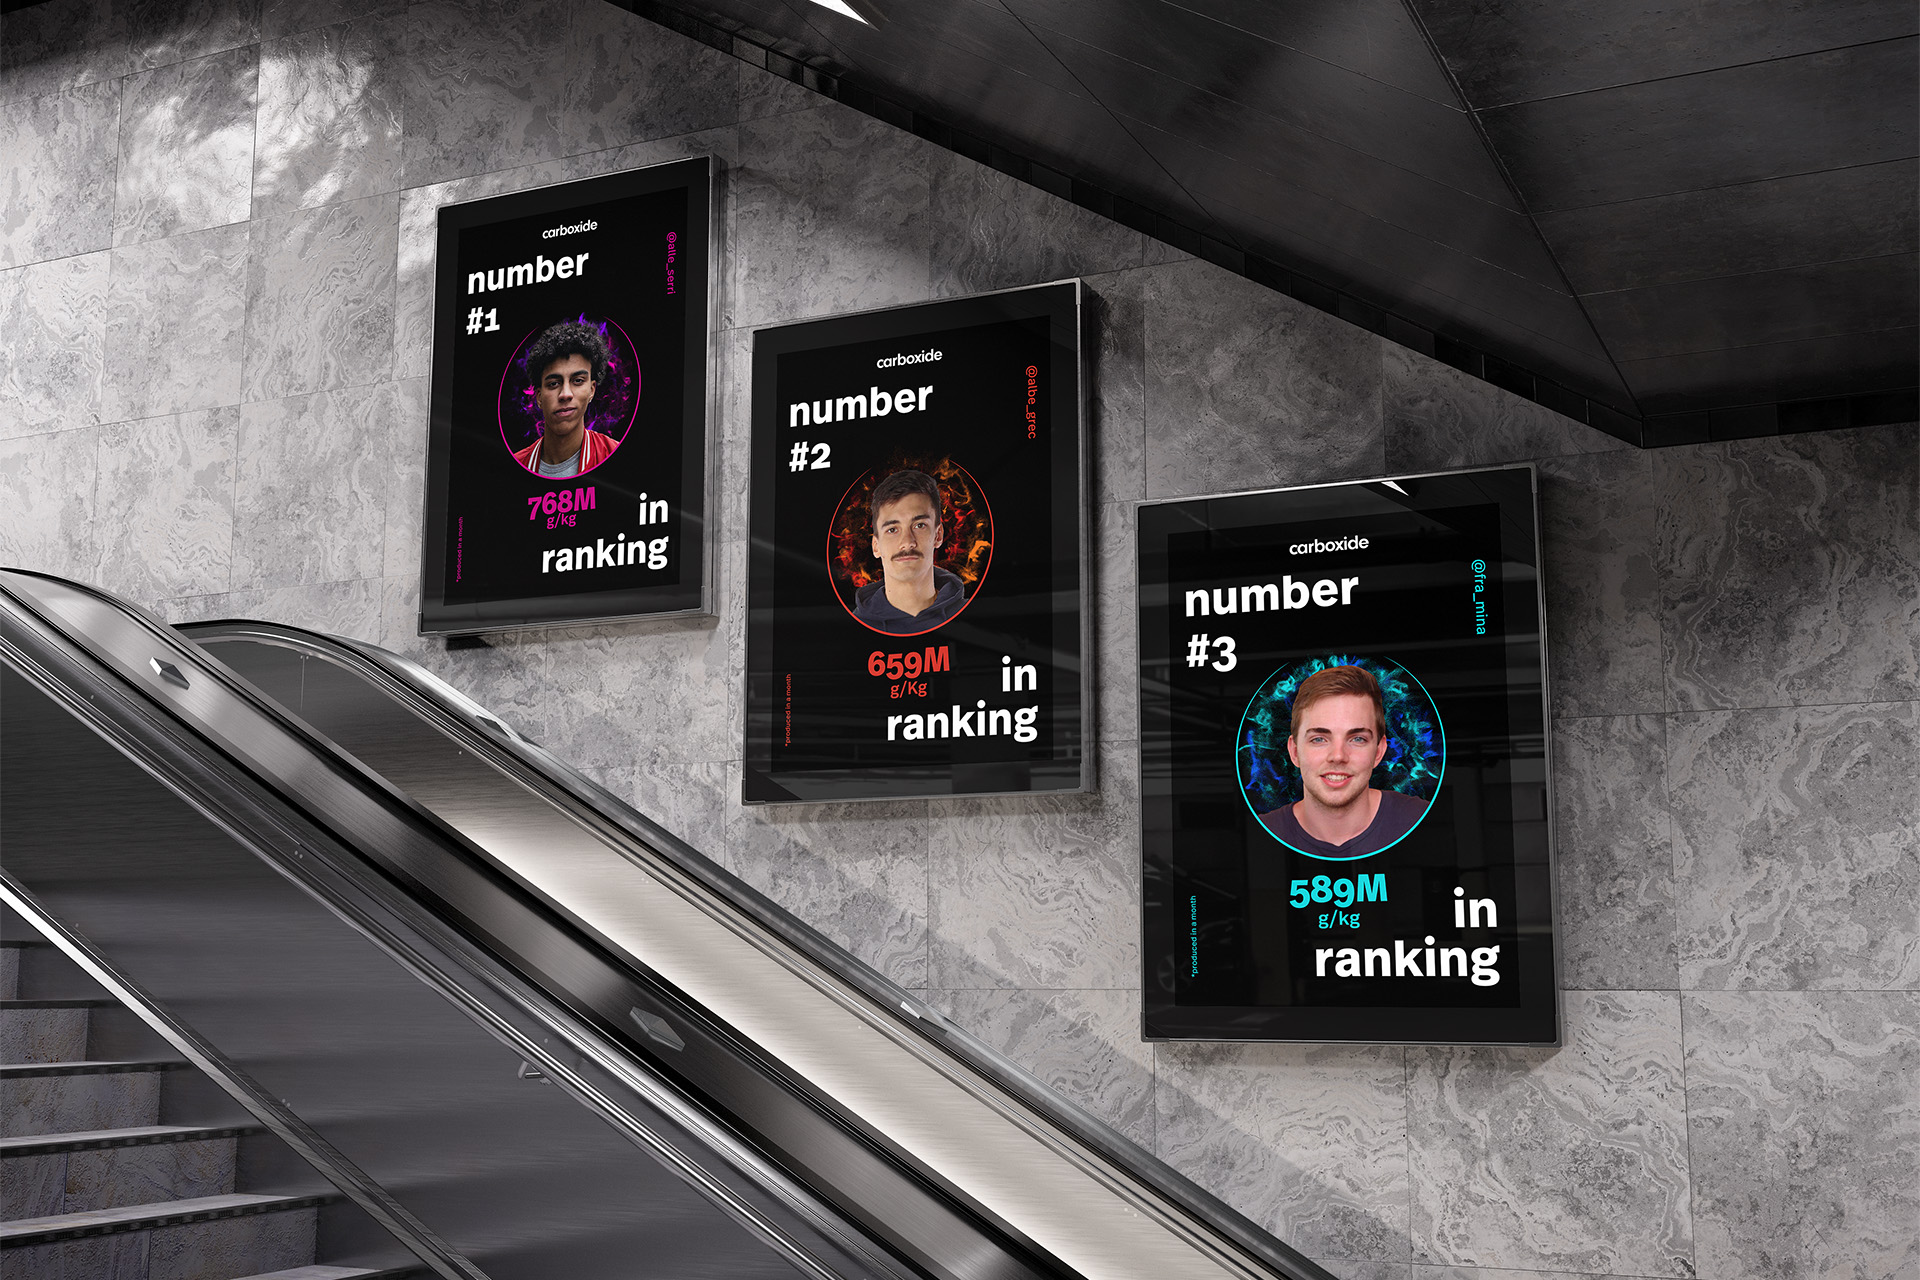 carboxide
number
#1
@alle_serri
768M
g/kg
in
ranking
*produced in a month
carboxide
number
#2
@albe_grec
659M
g/Kg
in
ranking
*produced in a month
carboxide
number
#3
@fra_mina
589M
g/kg
in
ranking
*produced in a month